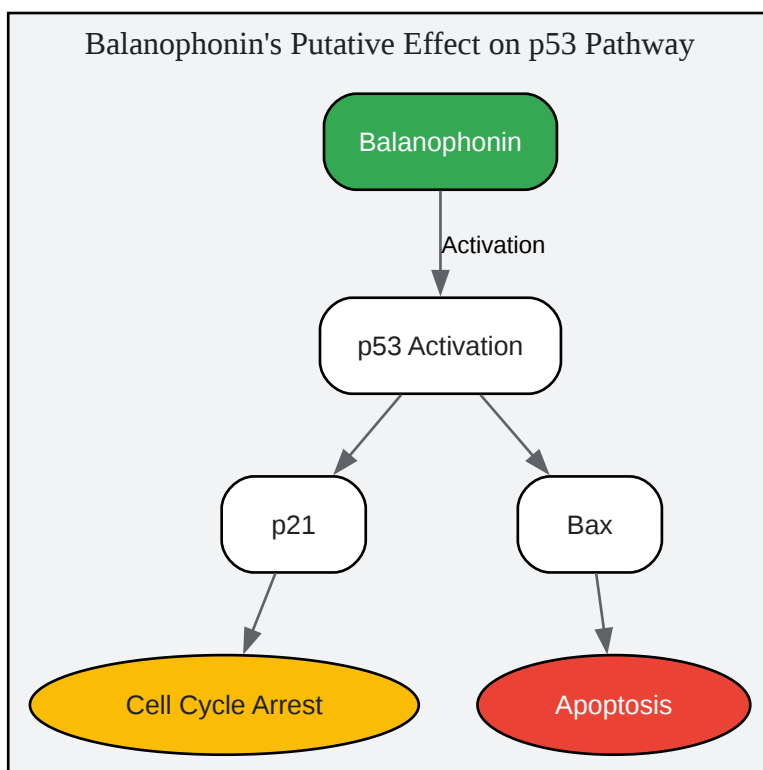 Balanophonin's Putative Effect on p53 Pathway
Balanophonin
Activation
p53 Activation
p21
Bax
Cell Cycle Arrest
Apoptosis